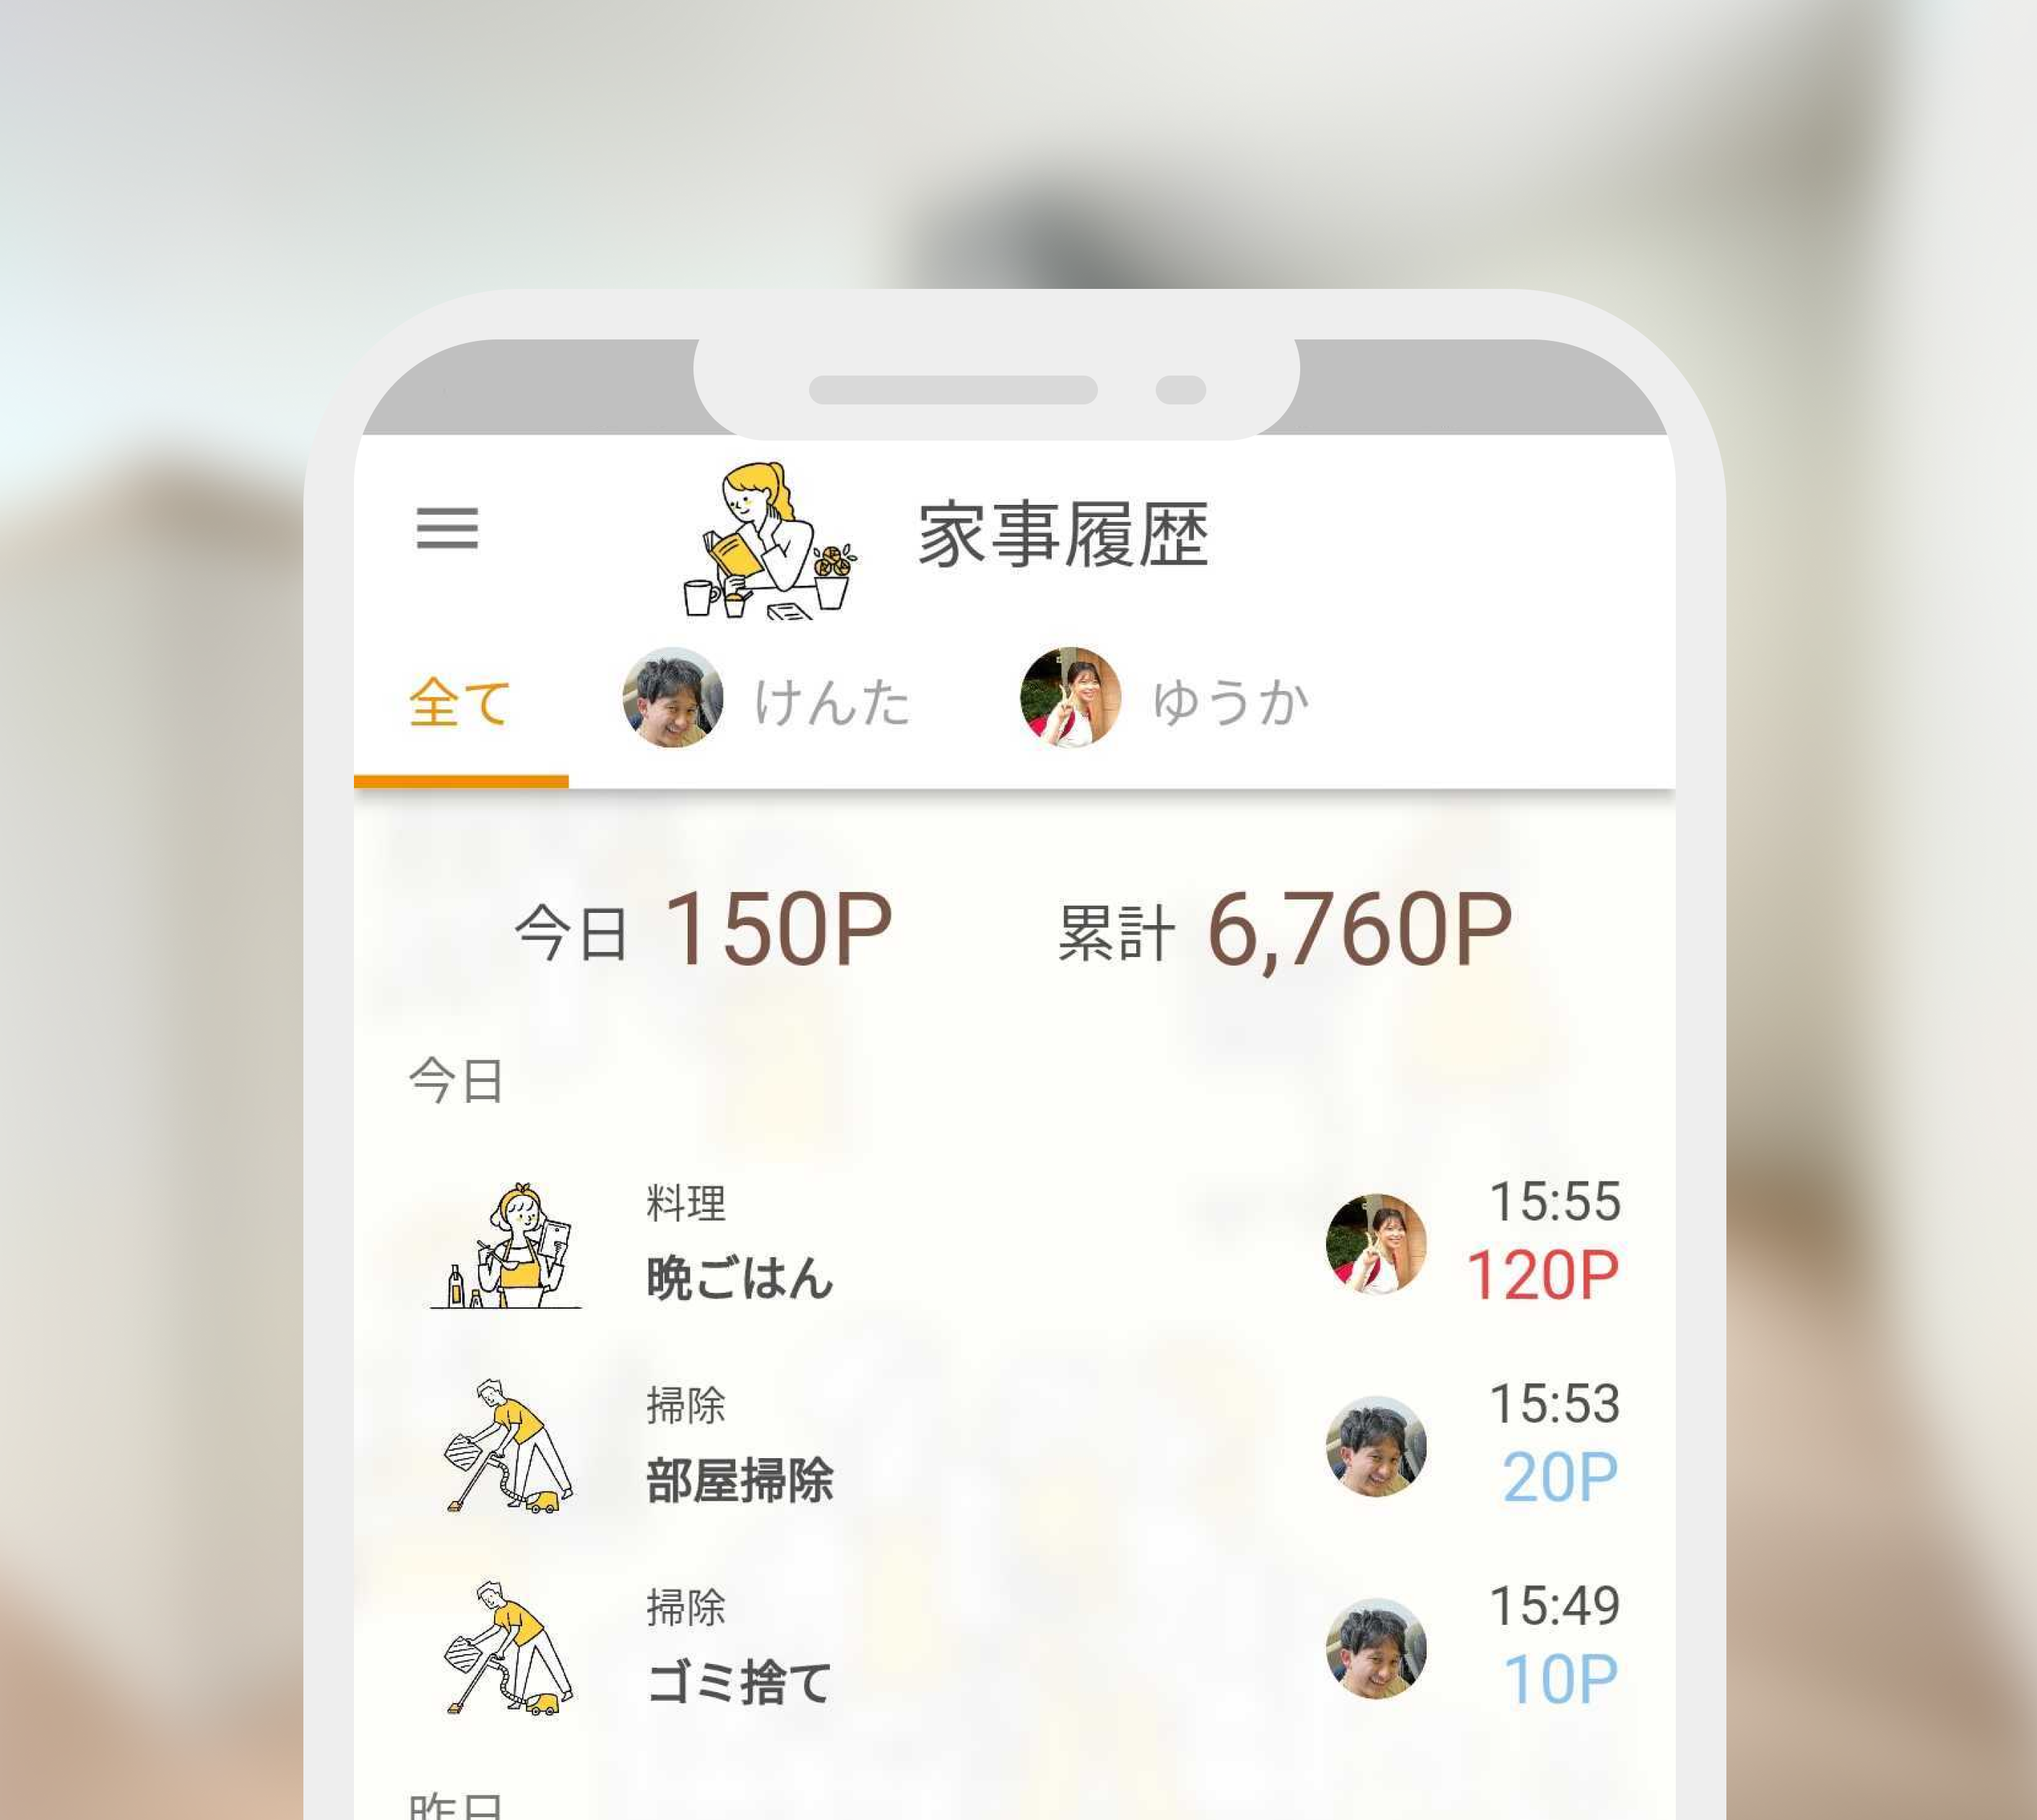 家事履歴
全て けんた ゆうか
今日 150P 累計 6,760P
今日
料理
晩ごはん
15:55
120P
掃除
部屋掃除
15:53
20P
掃除
ゴミ捨て
15:49
10P
昨日